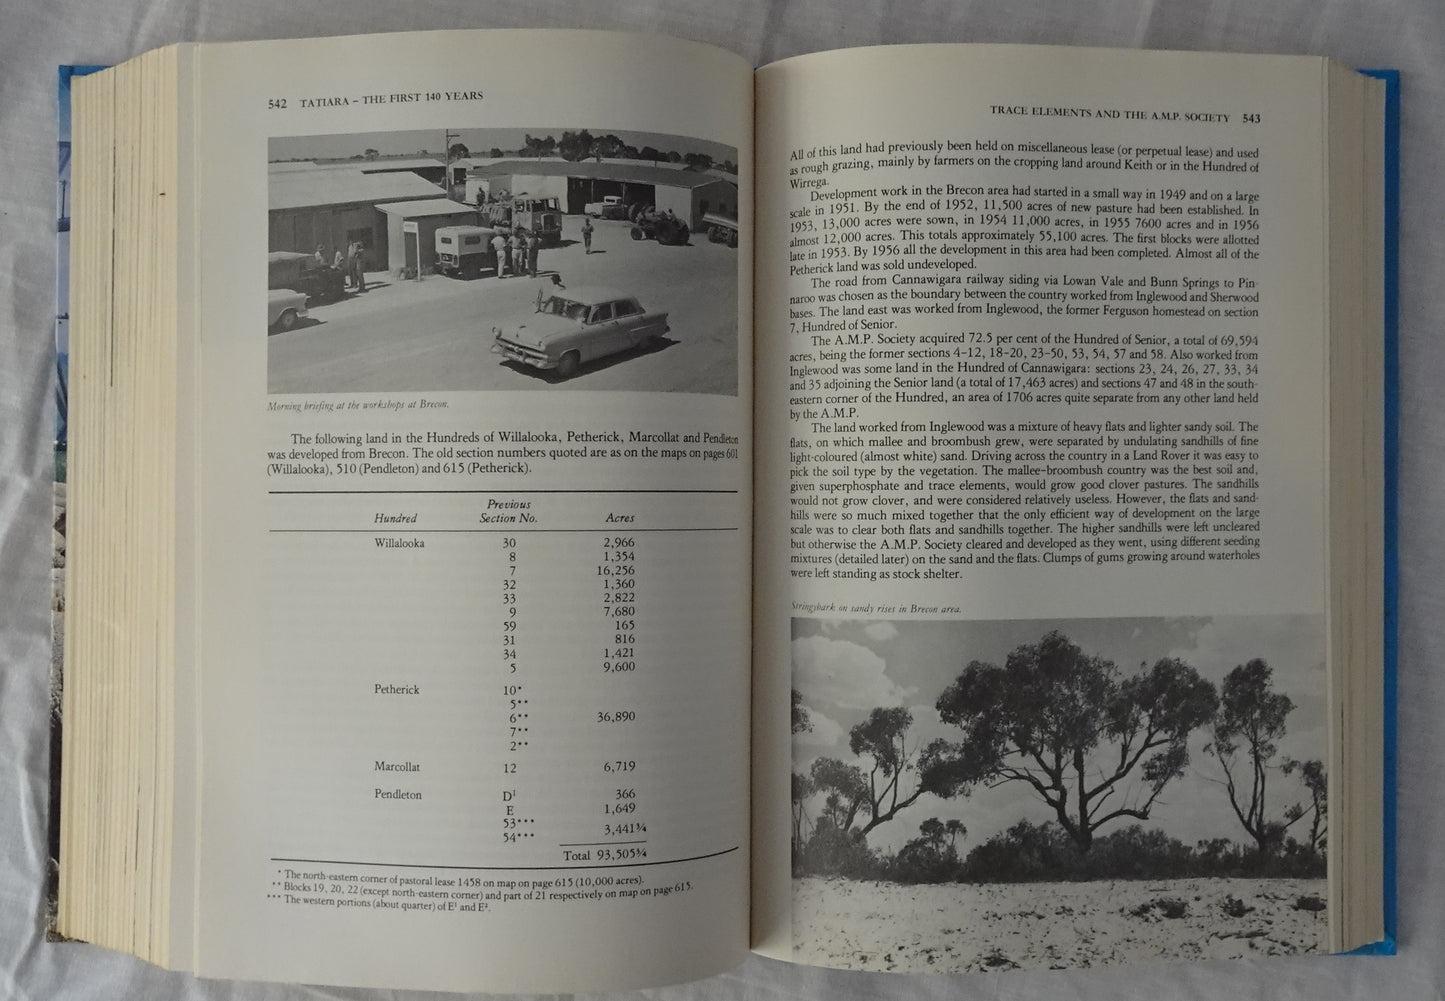 542 TATIARA – THE FIRST 140 YEARS
Morning briefing at the workshops at Brecon.
The following land in the Hundreds of Willalooka, Petherick, Marcollat and Pendleton
was developed from Brecon. The old section numbers quoted are as on the maps on pages 601
(Willalooka), 510 (Pendleton) and 615 (Petherick).
Previous
Hundred Section No. Acres
Willalooka 30 2,966
8 1,354
7 16,256
32 1,360
33 2,822
9 7,680
59 165
31 816
34 1,421
5 9,600
Petherick 10*
5**
6** 36,890
7**
2**
Marcollat 12 6,719
Pendleton D¹ 366
E 1,649
53***
3,441¾
54***
Total 93,505¾
* The north-eastern corner of pastoral lease 1458 on map on page 615 (10,000 acres).
** Blocks 19, 20, 22 (except north-eastern corner) and part of 21 respectively on map on page 615.
*** The western portions (about quarter) of E¹ and E².
TRACE ELEMENTS AND THE A.M.P. SOCIETY 543
All of this land had previously been held on miscellaneous lease (or perpetual lease) and used
as rough grazing, mainly by farmers on the cropping land around Keith or in the Hundred of
Wirrega.
Development work in the Brecon area had started in a small way in 1949 and on a large
scale in 1951. By the end of 1952, 11,500 acres of new pasture had been established. In
1953, 13,000 acres were sown, in 1954 11,000 acres, in 1955 7600 acres and in 1956
almost 12,000 acres. This totals approximately 55,100 acres. The first blocks were allotted
late in 1953. By 1956 all the development in this area had been completed. Almost all of the
Petherick land was sold undeveloped.
The road from Cannawigara railway siding via Lowan Vale and Bunn Springs to Pin-
naroo was chosen as the boundary between the country worked from Inglewood and Sherwood
bases. The land east was worked from Inglewood, the former Ferguson homestead on section
7, Hundred of Senior.
The A.M.P. Society acquired 72.5 per cent of the Hundred of Senior, a total of 69,594
acres, being the former sections 4–12, 18–20, 23–50, 53, 54, 57 and 58. Also worked from
Inglewood was some land in the Hundred of Cannawigara: sections 23, 24, 26, 27, 33, 34
and 35 adjoining the Senior land (a total of 17,463 acres) and sections 47 and 48 in the south-
eastern corner of the Hundred, an area of 1706 acres quite separate from any other land held
by the A.M.P.
The land worked from Inglewood was a mixture of heavy flats and lighter sandy soil. The
flats, on which mallee and broombush grew, were separated by undulating sandhills of fine
light-coloured (almost white) sand. Driving across the country in a Land Rover it was easy to
pick the soil type by the vegetation. The mallee-broombush country was the best soil and,
given superphosphate and trace elements, would grow good clover pastures. The sandhills
would not grow clover, and were considered relatively useless. However, the flats and sand-
hills were so much mixed together that the only efficient way of development on the large
scale was to clear both flats and sandhills together. The higher sandhills were left uncleared
but otherwise the A.M.P. Society cleared and developed as they went, using different seeding
mixtures (detailed later) on the sand and the flats. Clumps of gums growing around waterholes
were left standing as stock shelter.
Stringybark on sandy rises in Brecon area.